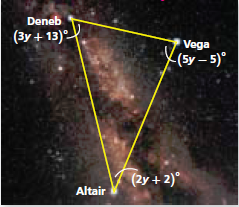 Deneb
(3y + 13)°
Vega
(5y − 5)°
(2y + 2)°
Altair